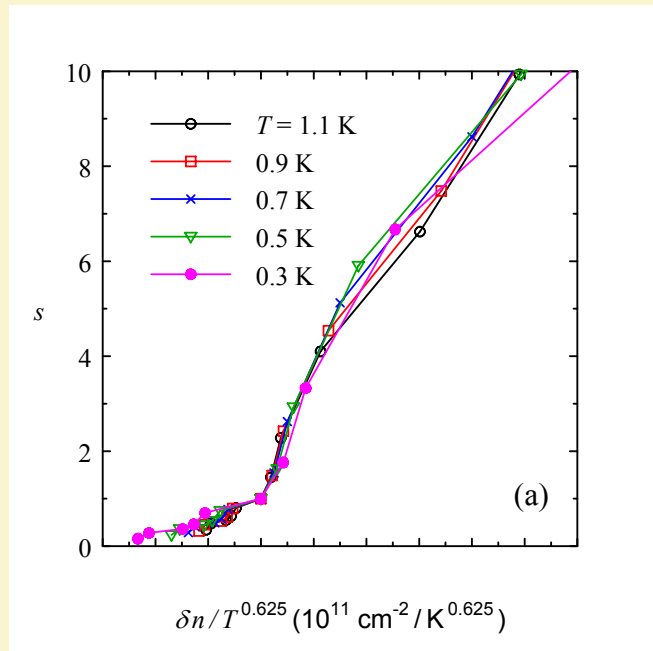 10
8
6
4
2
0
s
T = 1.1 K
0.9 K
0.7 K
0.5 K
0.3 K
(a)
δn/T^0.625 (10^11 cm^-2/K^0.625)